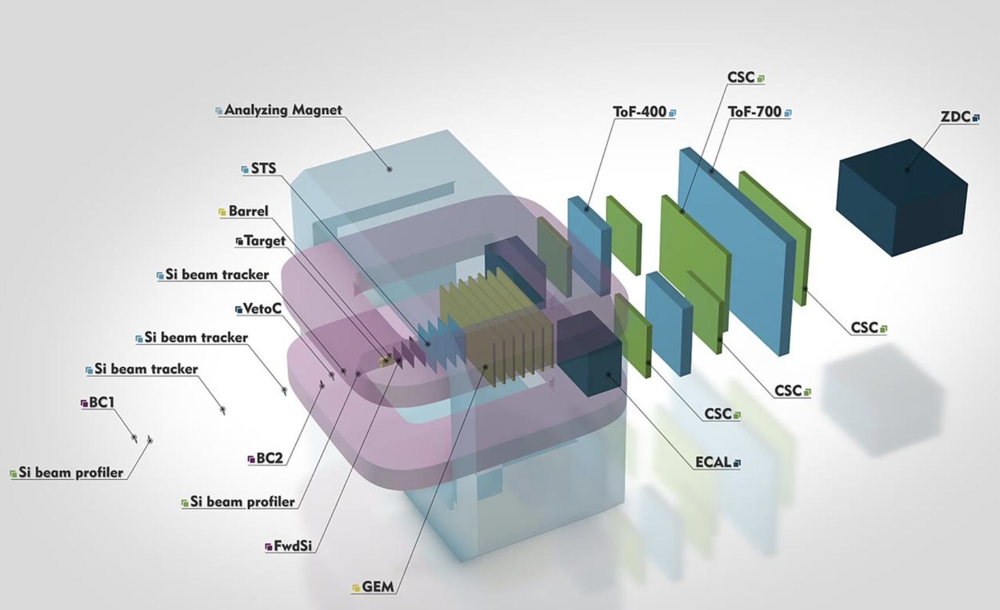 CSC
Analyzing Magnet
ToF-400
ToF-700
ZDC
STS
Barrel
Target
Si beam tracker
VetoC
CSC
Si beam tracker
Si beam tracker
CSC
BC1
CSC
BC2
ECAL
Si beam profiler
Si beam profiler
FwdSi
GEM